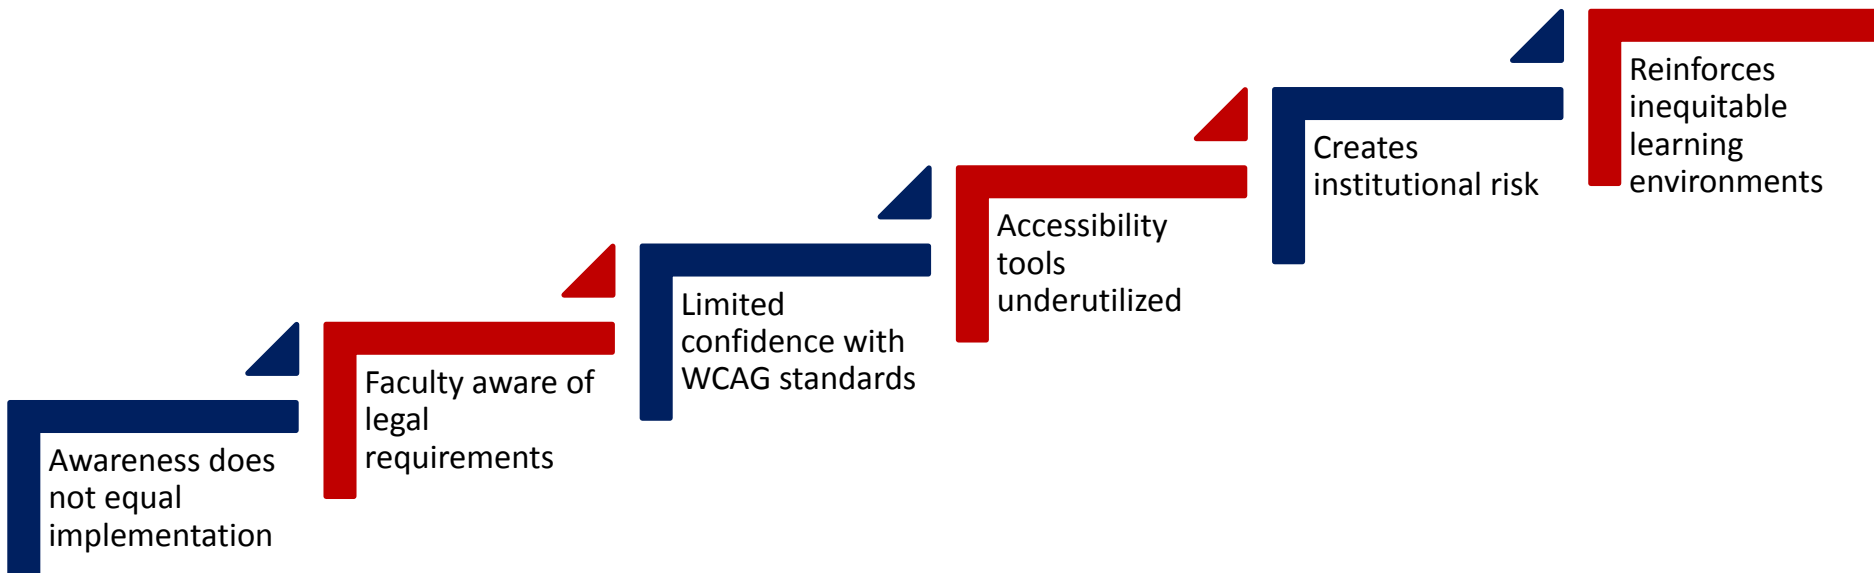 Awareness does
not equal
implementation
Faculty aware of
legal
requirements
Limited
confidence with
WCAG standards
Accessibility
tools
underutilized
Creates
institutional risk
Reinforces
inequitable
learning
environments